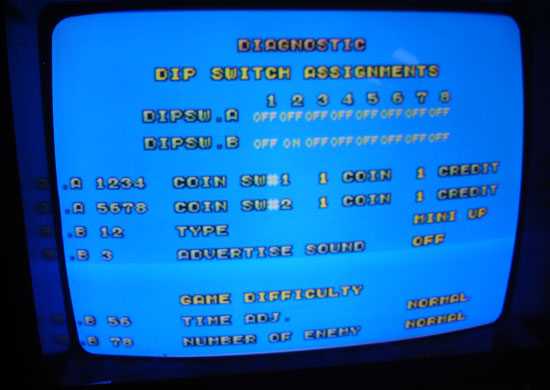 DIAGNOSTIC
DIP SWITCH ASSIGNMENTS
1 2 3 4 5 6 7 8
DIPSW.A OFF OFF OFF OFF OFF OFF OFF OFF
DIPSW.B OFF ON OFF OFF OFF OFF OFF OFF
.A 1234 COIN SW#1 1 COIN 1 CREDIT
.A 5678 COIN SW#2 1 COIN 1 CREDIT
.B 12 TYPE MINI UP
.B 3 ADVERTISE SOUND OFF
GAME DIFFICULTY
.B 56 TIME ADJ. NORMAL
.B 78 NUMBER OF ENEMY NORMAL